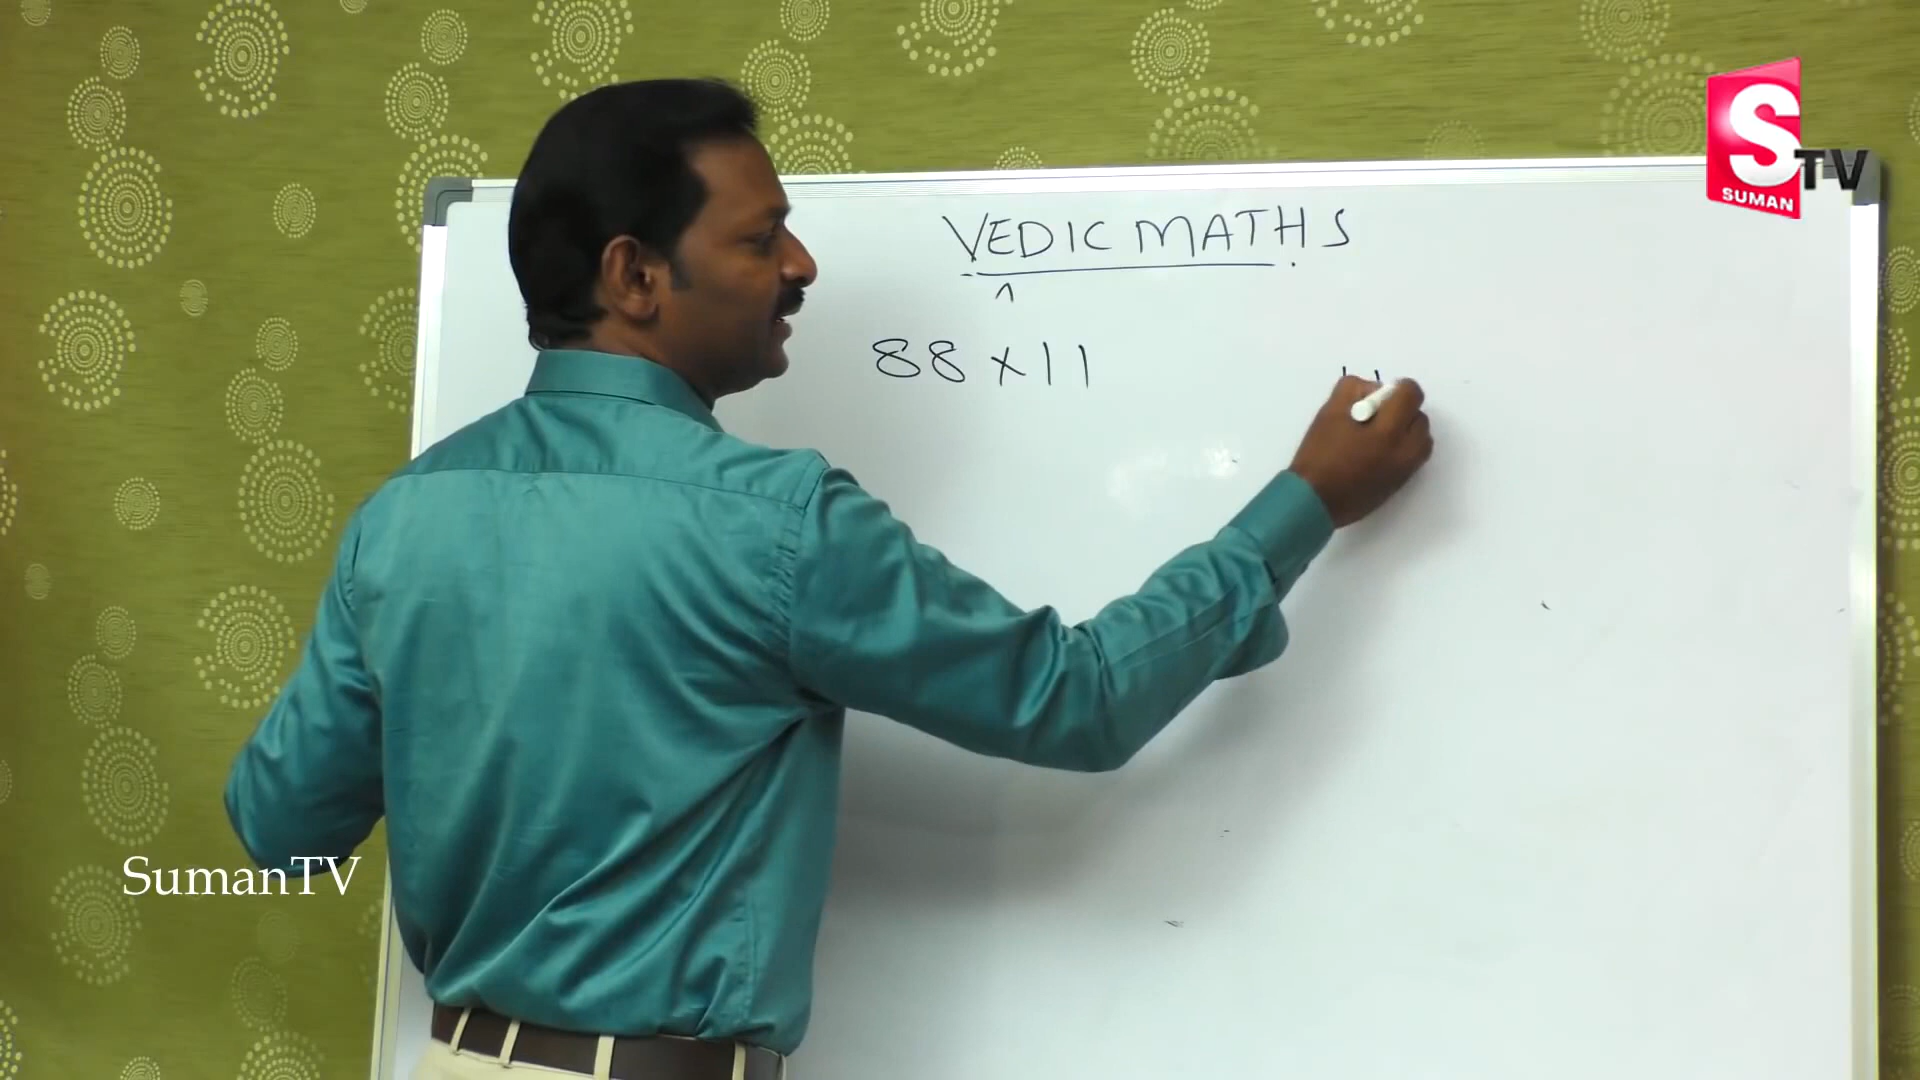 S
TV
SUMAN
VEDIC MATHS
^
88 x 11
SumanTV